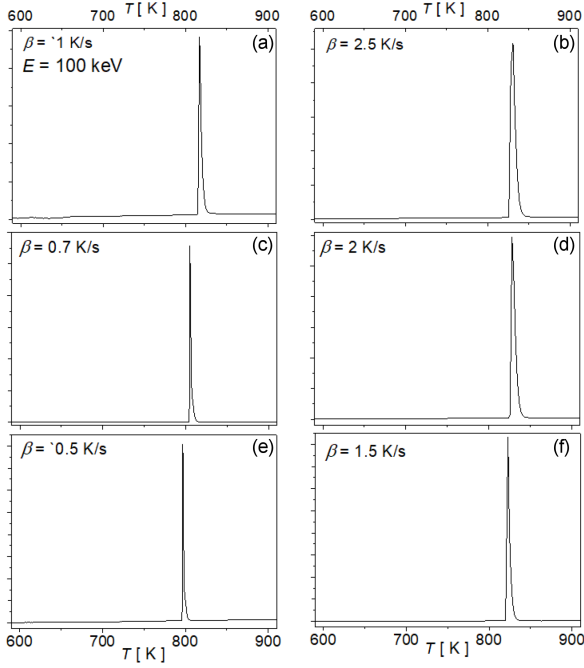 T [ K ] T [ K ]
600 700 800 900 600 700 800 900
β = `1 K/s (a) β = 2.5 K/s (b)
E = 100 keV
β = 0.7 K/s (c) β = 2 K/s (d)
β = `0.5 K/s (e) β = 1.5 K/s (f)
600 700 800 900 600 700 800 900
T [ K ] T [ K ]